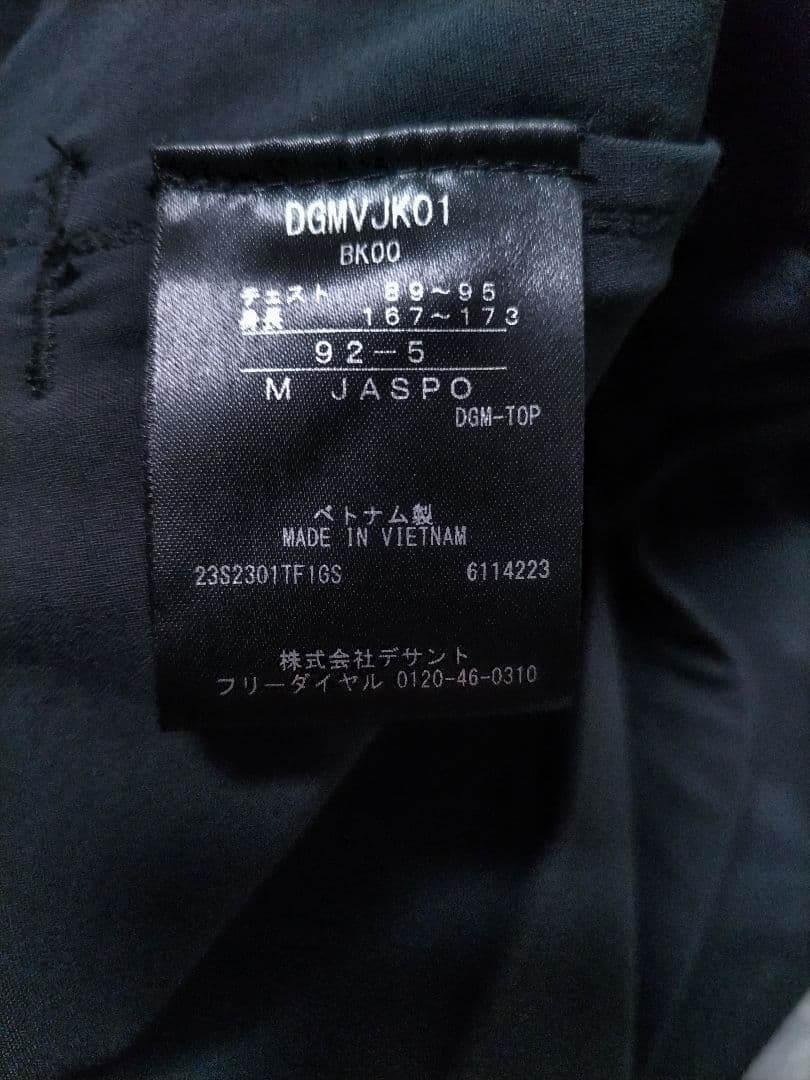 DGMVJK01
BK00
チェスト 89～95
身長 167～173
92-5
M JASPO
DGM-TOP
ベトナム製
MADE IN VIETNAM
23S2301TF1GS 6114223
株式会社デサント
フリーダイヤル 0120-46-0310